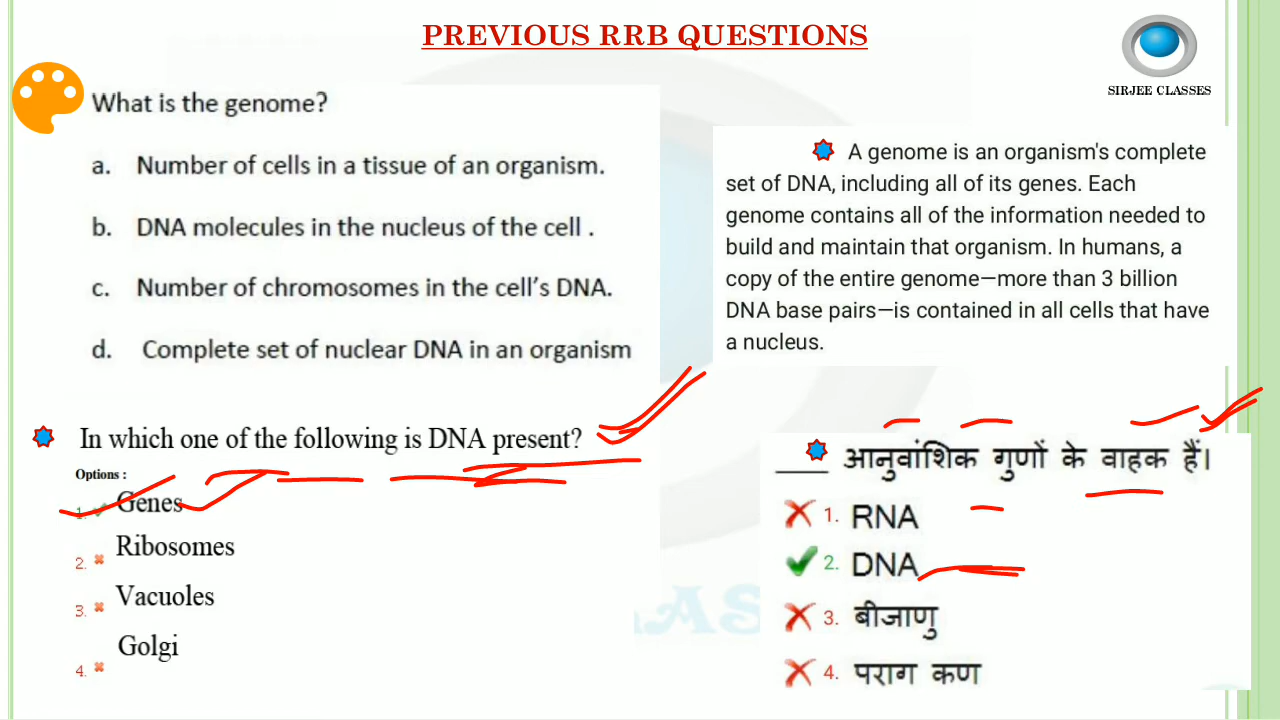 PREVIOUS RRB QUESTIONS
SIRJEE CLASSES
What is the genome?
a. Number of cells in a tissue of an organism.
b. DNA molecules in the nucleus of the cell .
c. Number of chromosomes in the cell's DNA.
d. Complete set of nuclear DNA in an organism
A genome is an organism's complete
set of DNA, including all of its genes. Each
genome contains all of the information needed to
build and maintain that organism. In humans, a
copy of the entire genome—more than 3 billion
DNA base pairs—is contained in all cells that have
a nucleus.
In which one of the following is DNA present?
Options :
1. Genes
2. Ribosomes
3. Vacuoles
4. Golgi
____ आनुवांशिक गुणों के वाहक हैं।
1. RNA
2. DNA
3. बीजाणु
4. पराग कण